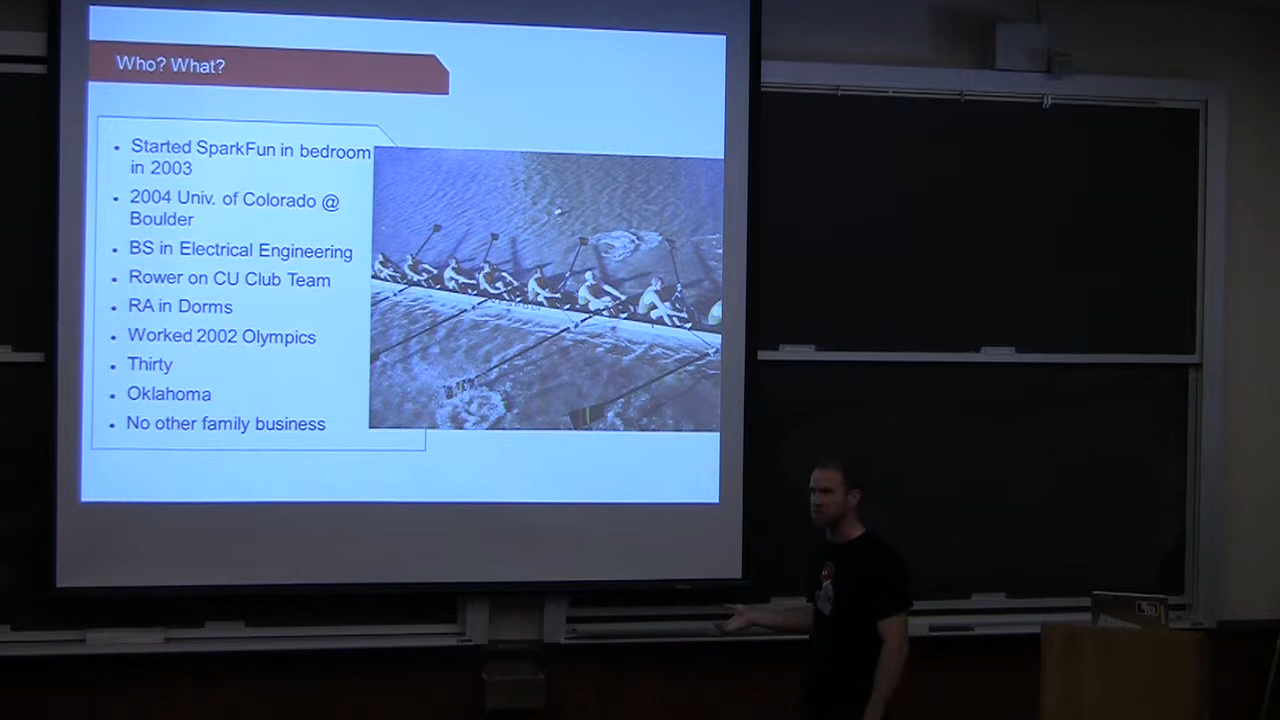 Who? What?
Started SparkFun in bedroom
in 2003
2004 Univ. of Colorado @
Boulder
BS in Electrical Engineering
Rower on CU Club Team
RA in Dorms
Worked 2002 Olympics
Thirty
Oklahoma
No other family business